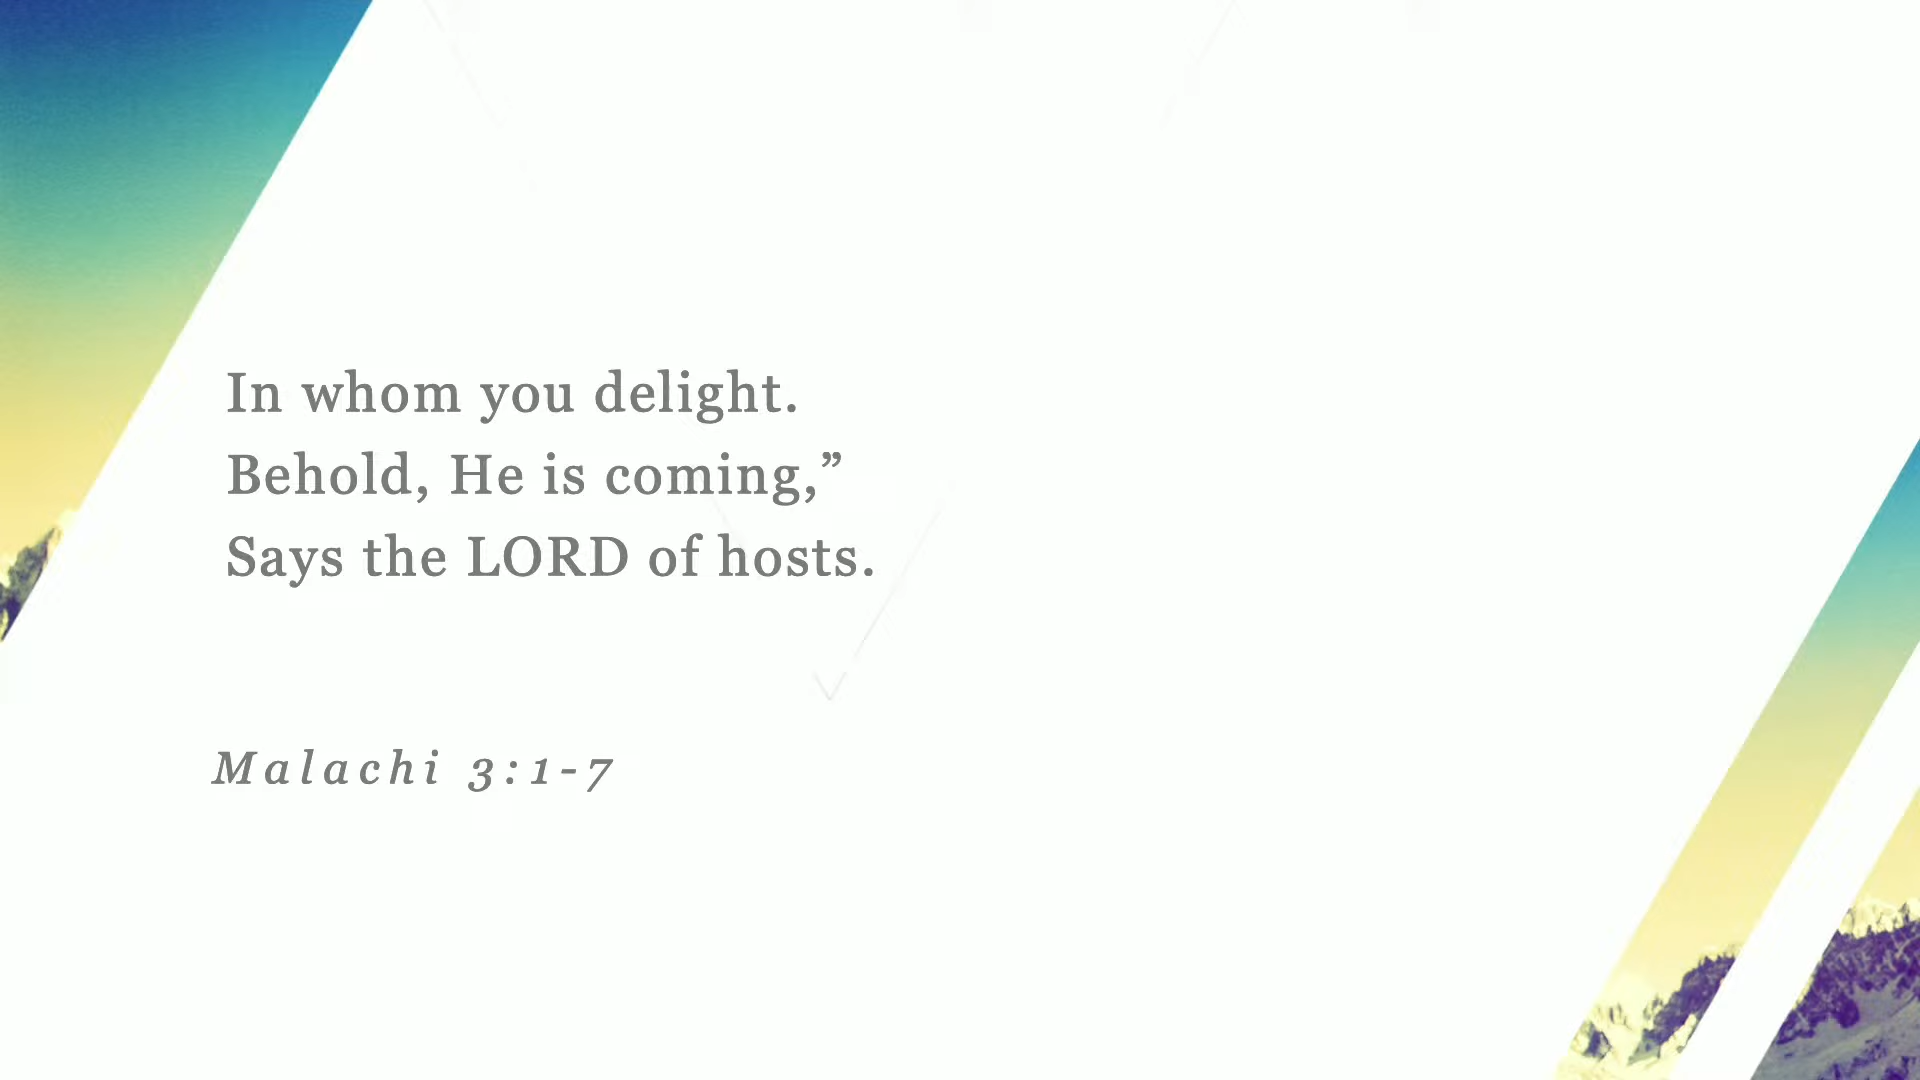 In whom you delight.
Behold, He is coming,”
Says the LORD of hosts.
Malachi 3:1-7